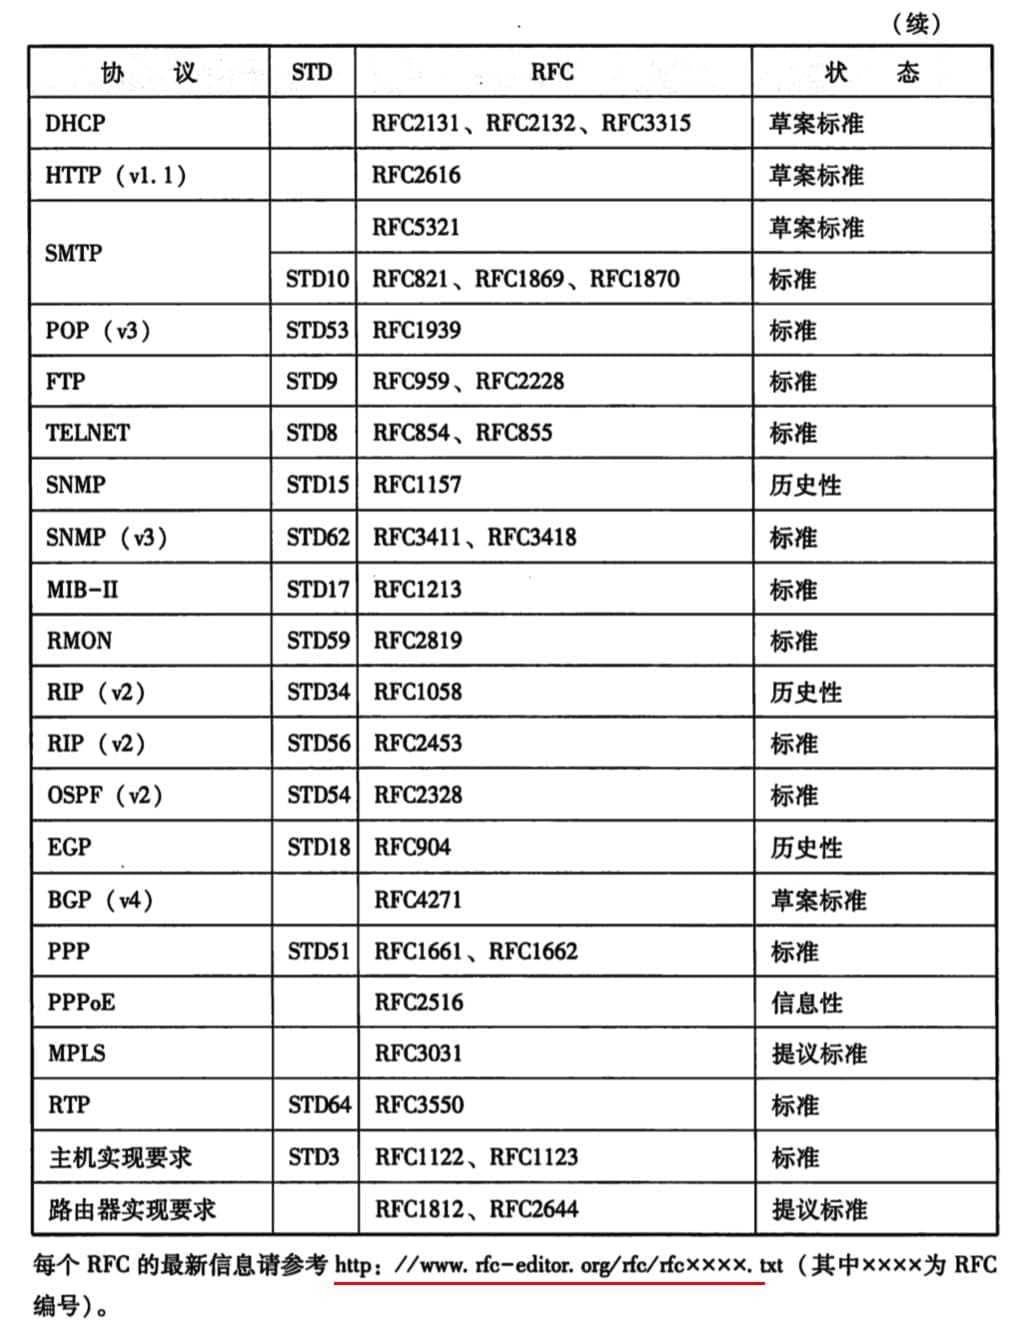 （续）
协 议 STD RFC 状 态
DHCP RFC2131、RFC2132、RFC3315 草案标准
HTTP（v1.1） RFC2616 草案标准
SMTP RFC5321 草案标准
STD10 RFC821、RFC1869、RFC1870 标准
POP（v3） STD53 RFC1939 标准
FTP STD9 RFC959、RFC2228 标准
TELNET STD8 RFC854、RFC855 标准
SNMP STD15 RFC1157 历史性
SNMP（v3） STD62 RFC3411、RFC3418 标准
MIB-II STD17 RFC1213 标准
RMON STD59 RFC2819 标准
RIP（v2） STD34 RFC1058 历史性
RIP（v2） STD56 RFC2453 标准
OSPF（v2） STD54 RFC2328 标准
EGP STD18 RFC904 历史性
BGP（v4） RFC4271 草案标准
PPP STD51 RFC1661、RFC1662 标准
PPPoE RFC2516 信息性
MPLS RFC3031 提议标准
RTP STD64 RFC3550 标准
主机实现要求 STD3 RFC1122、RFC1123 标准
路由器实现要求 RFC1812、RFC2644 提议标准
每个 RFC 的最新信息请参考 http：//www. rfc-editor. org/rfc/rfc××××. txt（其中××××为 RFC
编号）。